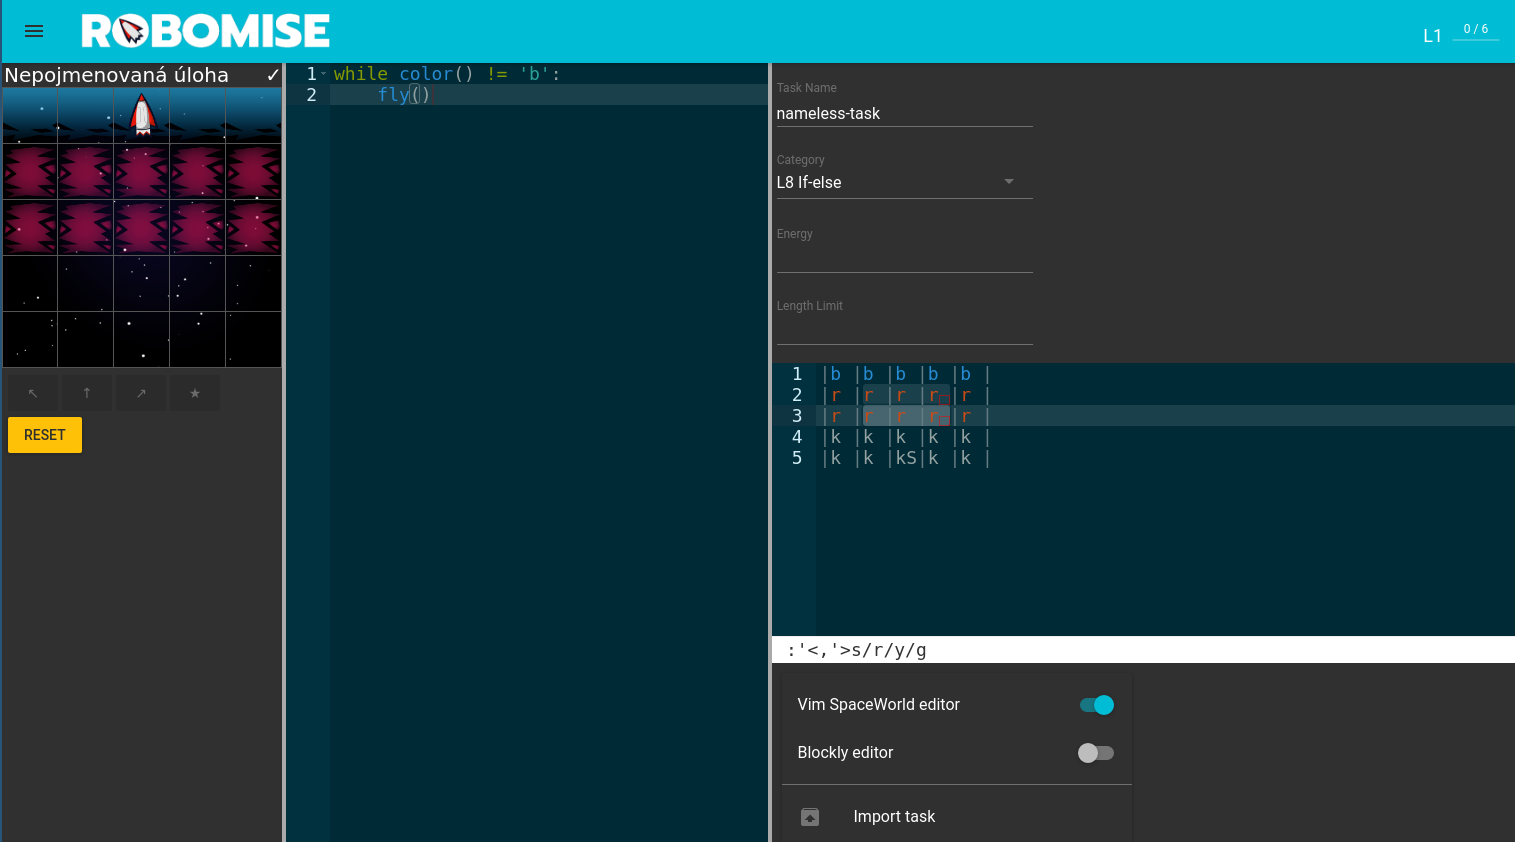 ROBOMISE
L1 0 / 6
Nepojmenovaná úloha ✓
↖ ↑ ↗ ★
RESET
1 while color() != 'b':
2     fly()
Task Name
nameless-task
Category
L8 If-else
Energy
Length Limit
1 |b |b |b |b |b |
2 |r |r |r |r |r |
3 |r |r |r |r |r |
4 |k |k |k |k |k |
5 |k |k |kS|k |k |
:'<,'>s/r/y/g
Vim SpaceWorld editor
Blockly editor
Import task